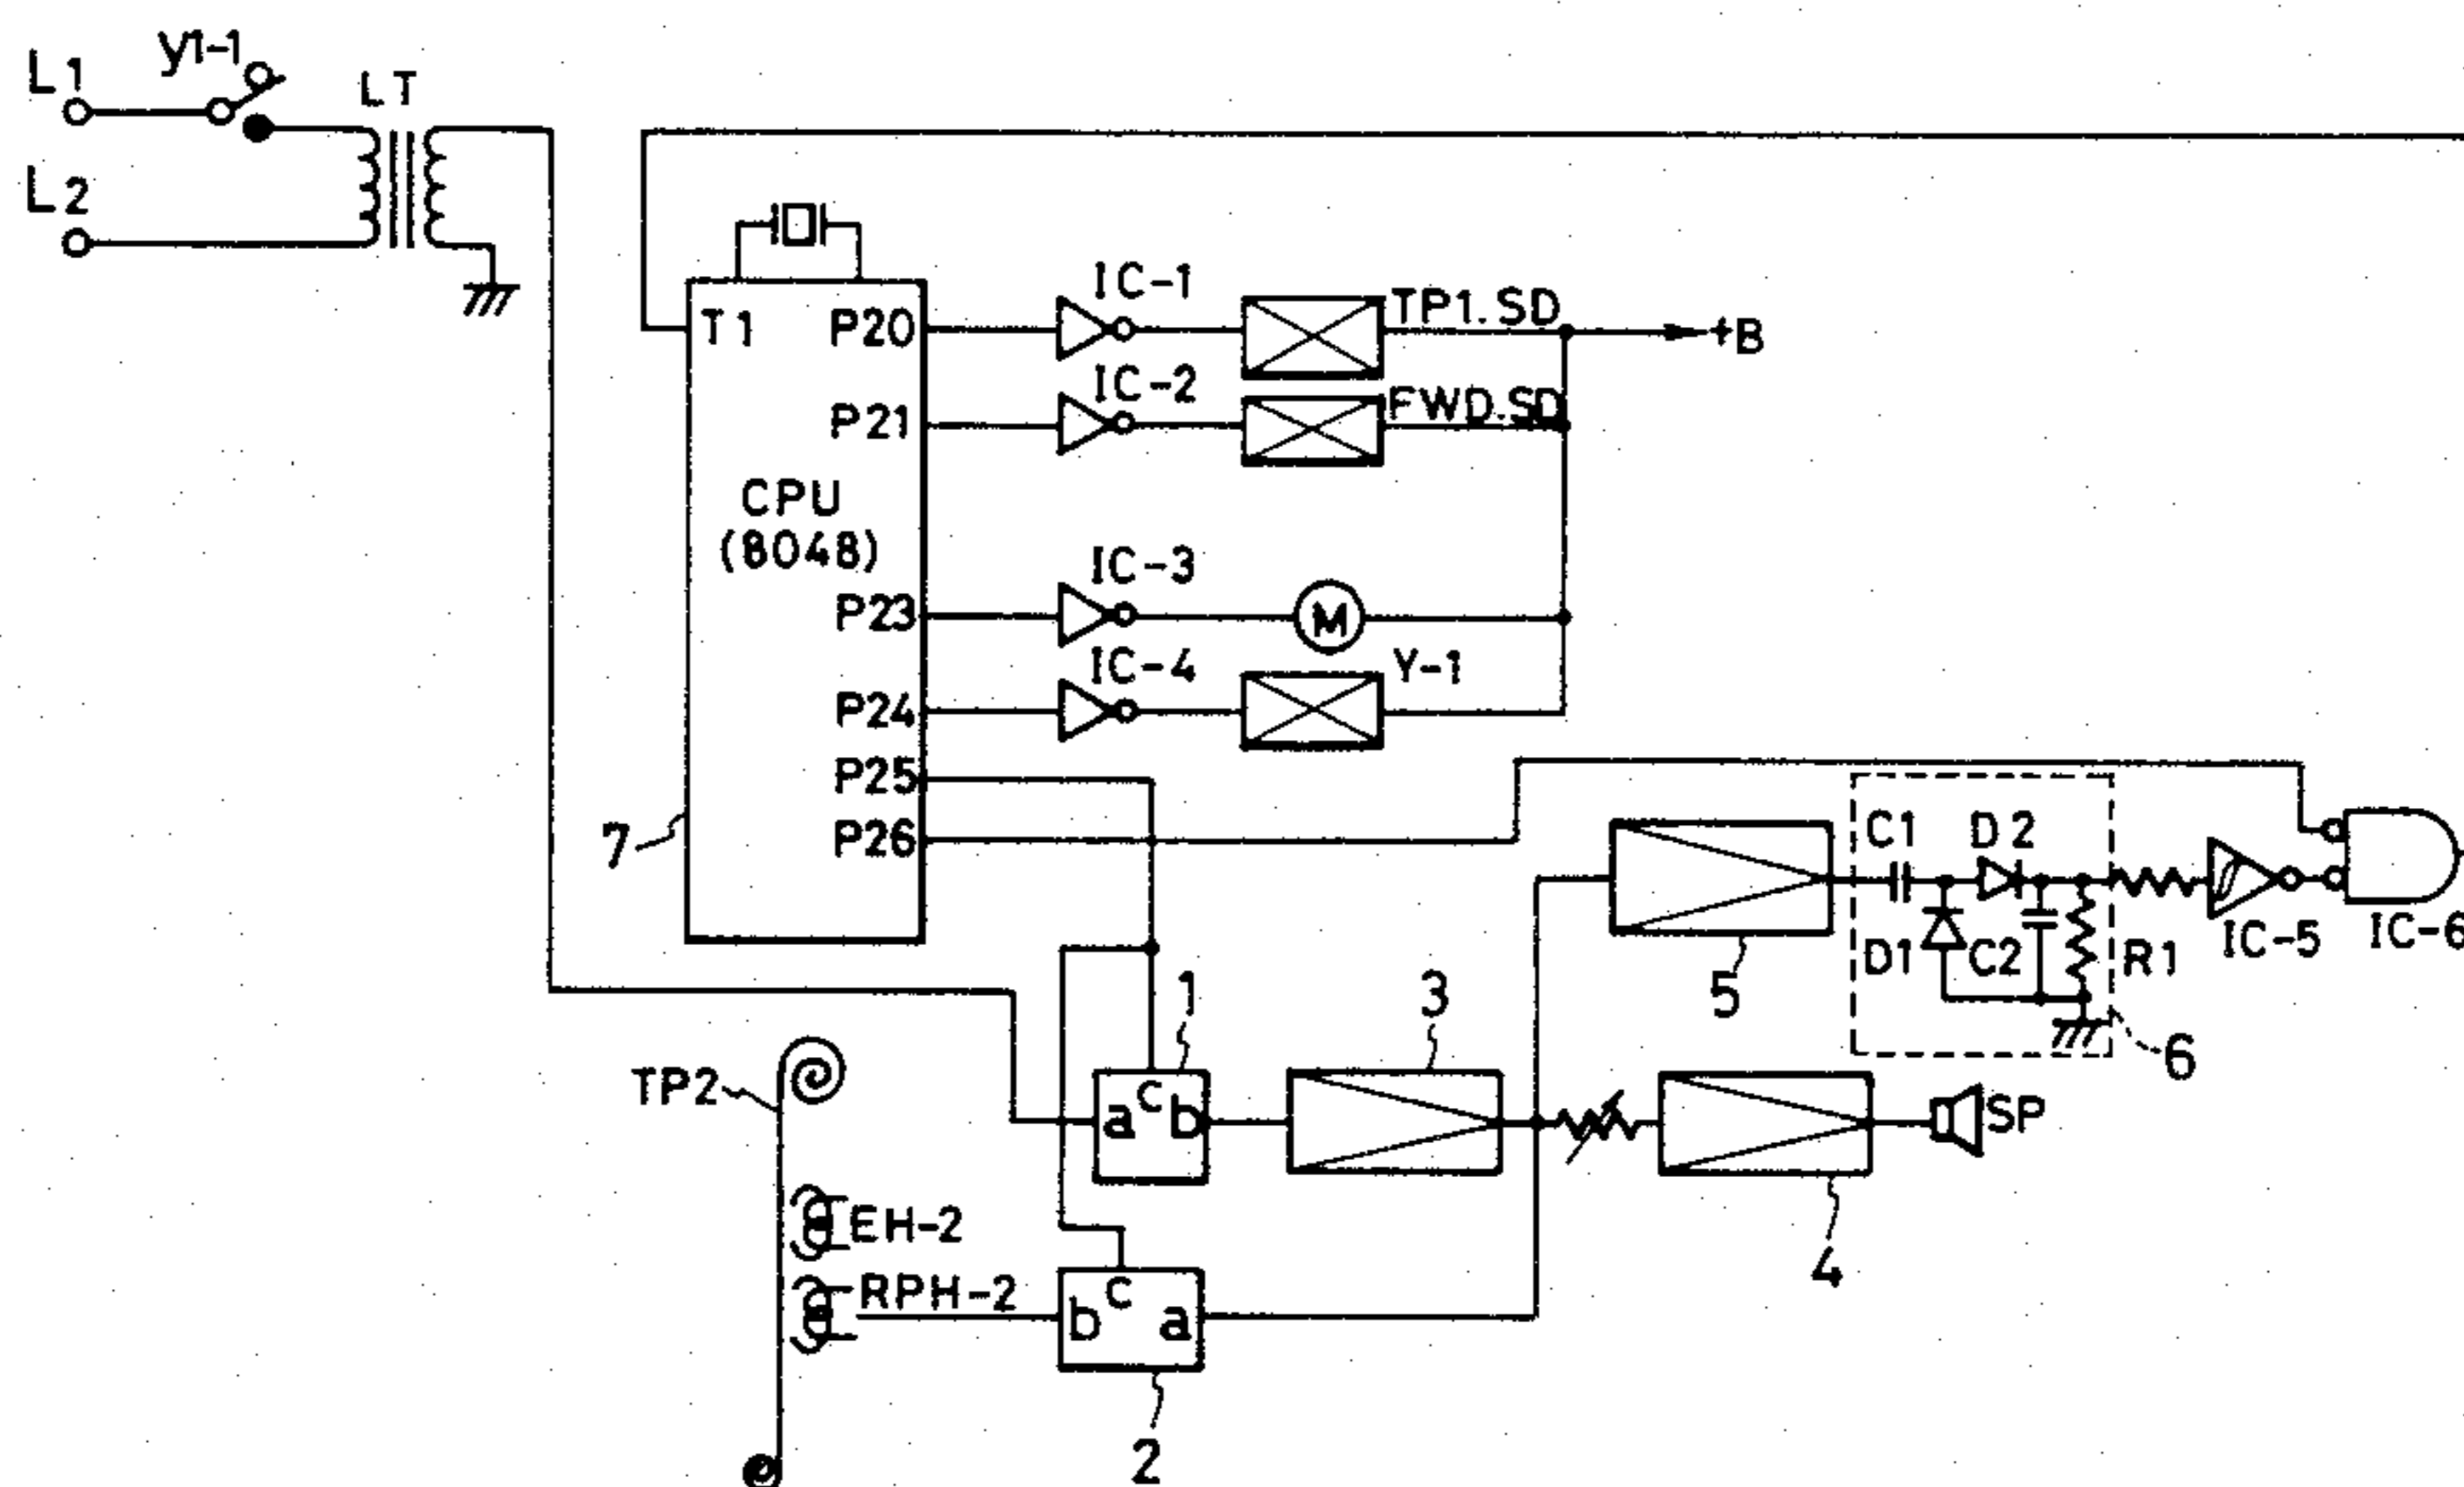 L1
y1-1
LT
L2
T1
P20
IC-1
TP1.SD
+B
P21
IC-2
FWD.SD
CPU
(8048)
P23
IC-3
M
P24
IC-4
Y-1
P25
P26
7
C1
D2
D1
C2
R1
IC-5
IC-6
5
6
1
3
TP2
a
c
b
SP
4
EH-2
RPH-2
b
c
a
2